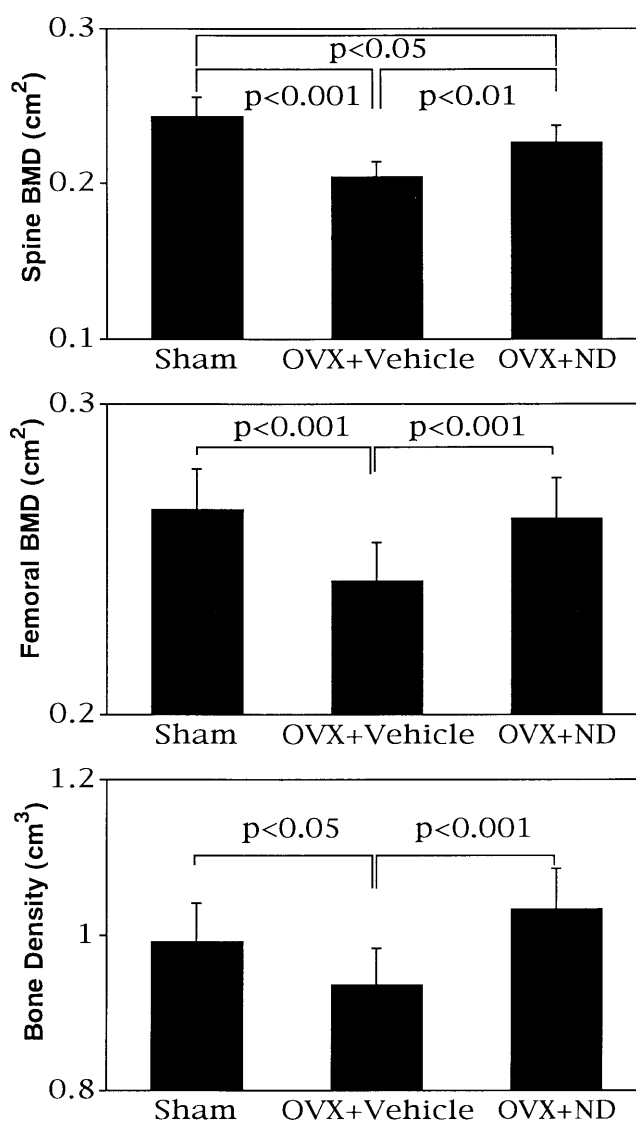 0.3
p<0.05
p<0.001 p<0.01
Spine BMD (cm²)
0.2
0.1
Sham OVX+Vehicle OVX+ND
0.3
p<0.001 p<0.001
Femoral BMD (cm²)
0.2
Sham OVX+Vehicle OVX+ND
1.2
p<0.05 p<0.001
Bone Density (cm³)
1
0.8
Sham OVX+Vehicle OVX+ND